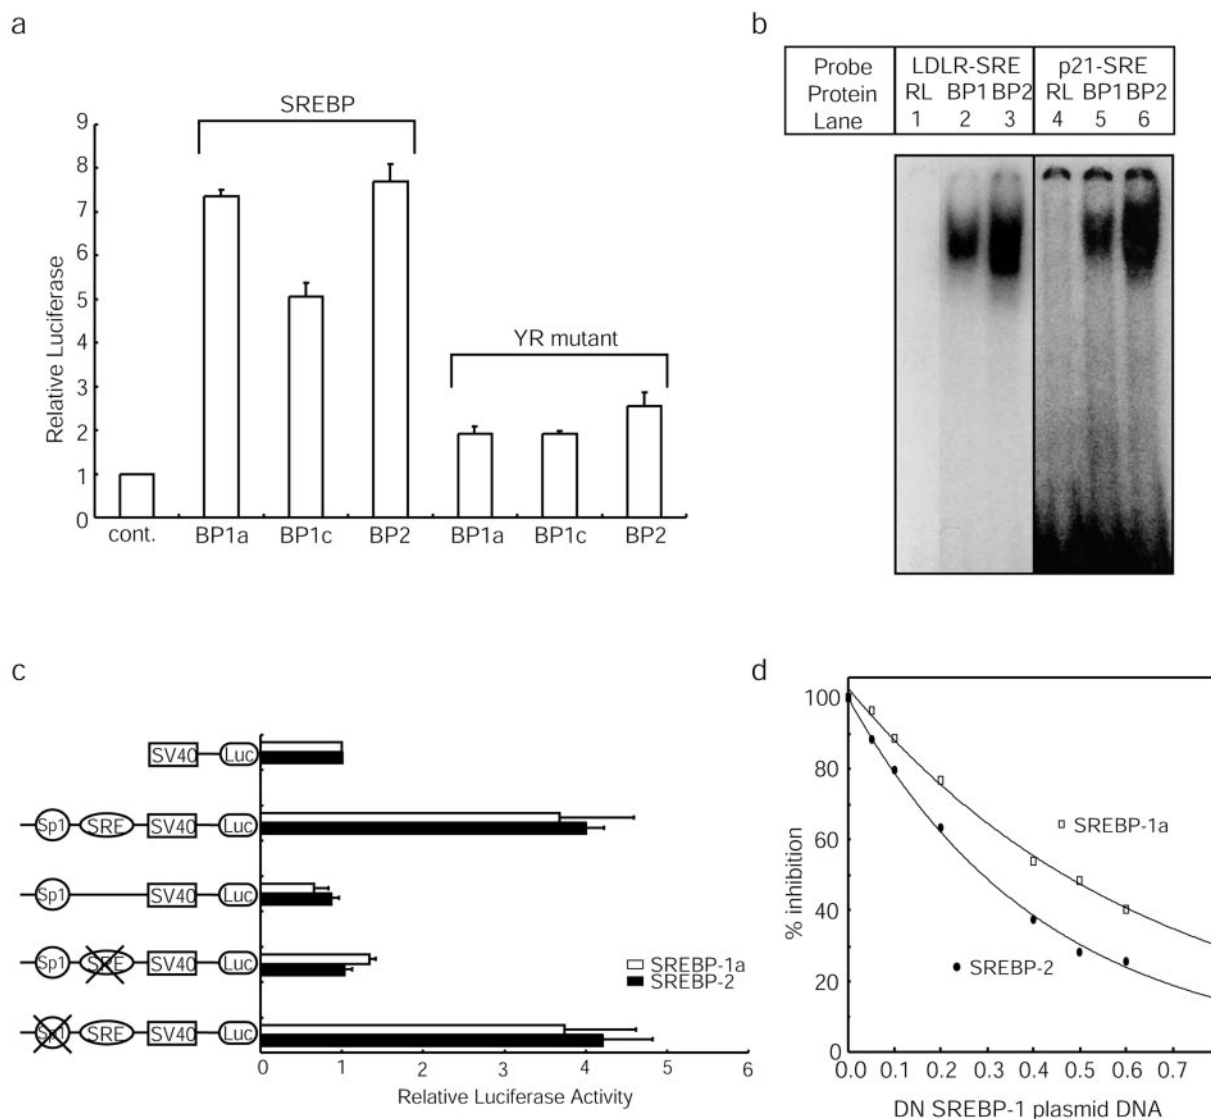 a
SREBP
YR mutant
Relative Luciferase
9
8
7
6
5
4
3
2
1
0
cont. BP1a BP1c BP2 BP1a BP1c BP2
b
Probe LDLR-SRE p21-SRE
Protein RL BP1 BP2 RL BP1 BP2
Lane 1 2 3 4 5 6
c
SV40 Luc
Sp1 SRE SV40 Luc
Sp1 SV40 Luc
Sp1 SRE SV40 Luc
Sp1 SRE SV40 Luc
SREBP-1a
SREBP-2
0 1 2 3 4 5 6
Relative Luciferase Activity
d
% inhibition
100
80
60
40
20
0
SREBP-1a
SREBP-2
0.0 0.1 0.2 0.3 0.4 0.5 0.6 0.7
DN SREBP-1 plasmid DNA